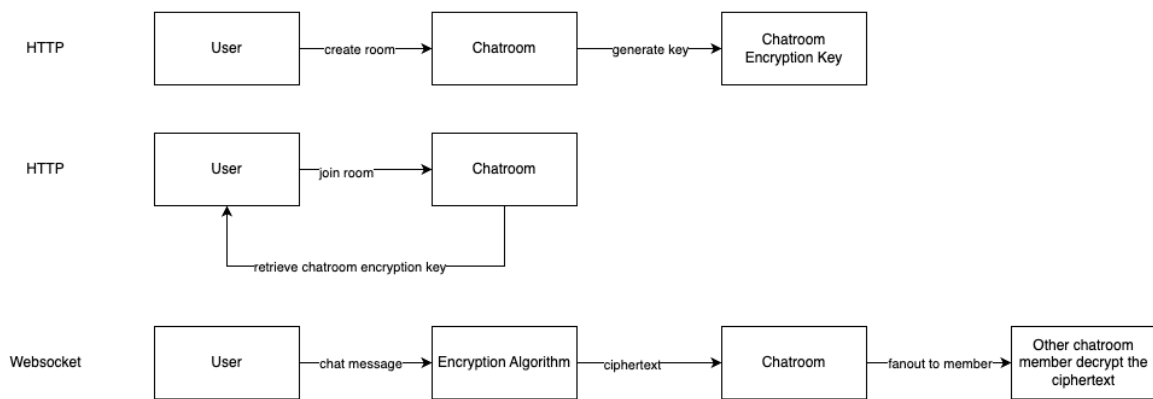 HTTP
User
create room
Chatroom
generate key
Chatroom
Encryption Key
HTTP
User
join room
Chatroom
retrieve chatroom encryption key
Websocket
User
chat message
Encryption Algorithm
ciphertext
Chatroom
fanout to member
Other chatroom
member decrypt the
ciphertext